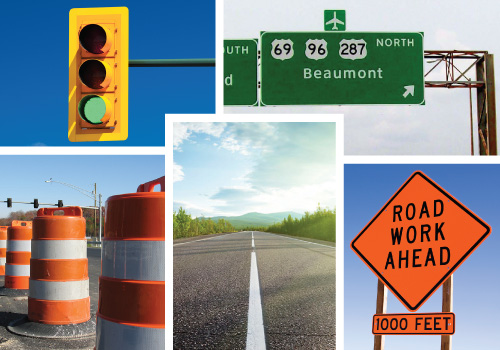 OUTH
d
69 96 287 NORTH
Beaumont
ROAD
WORK
AHEAD
1000 FEET